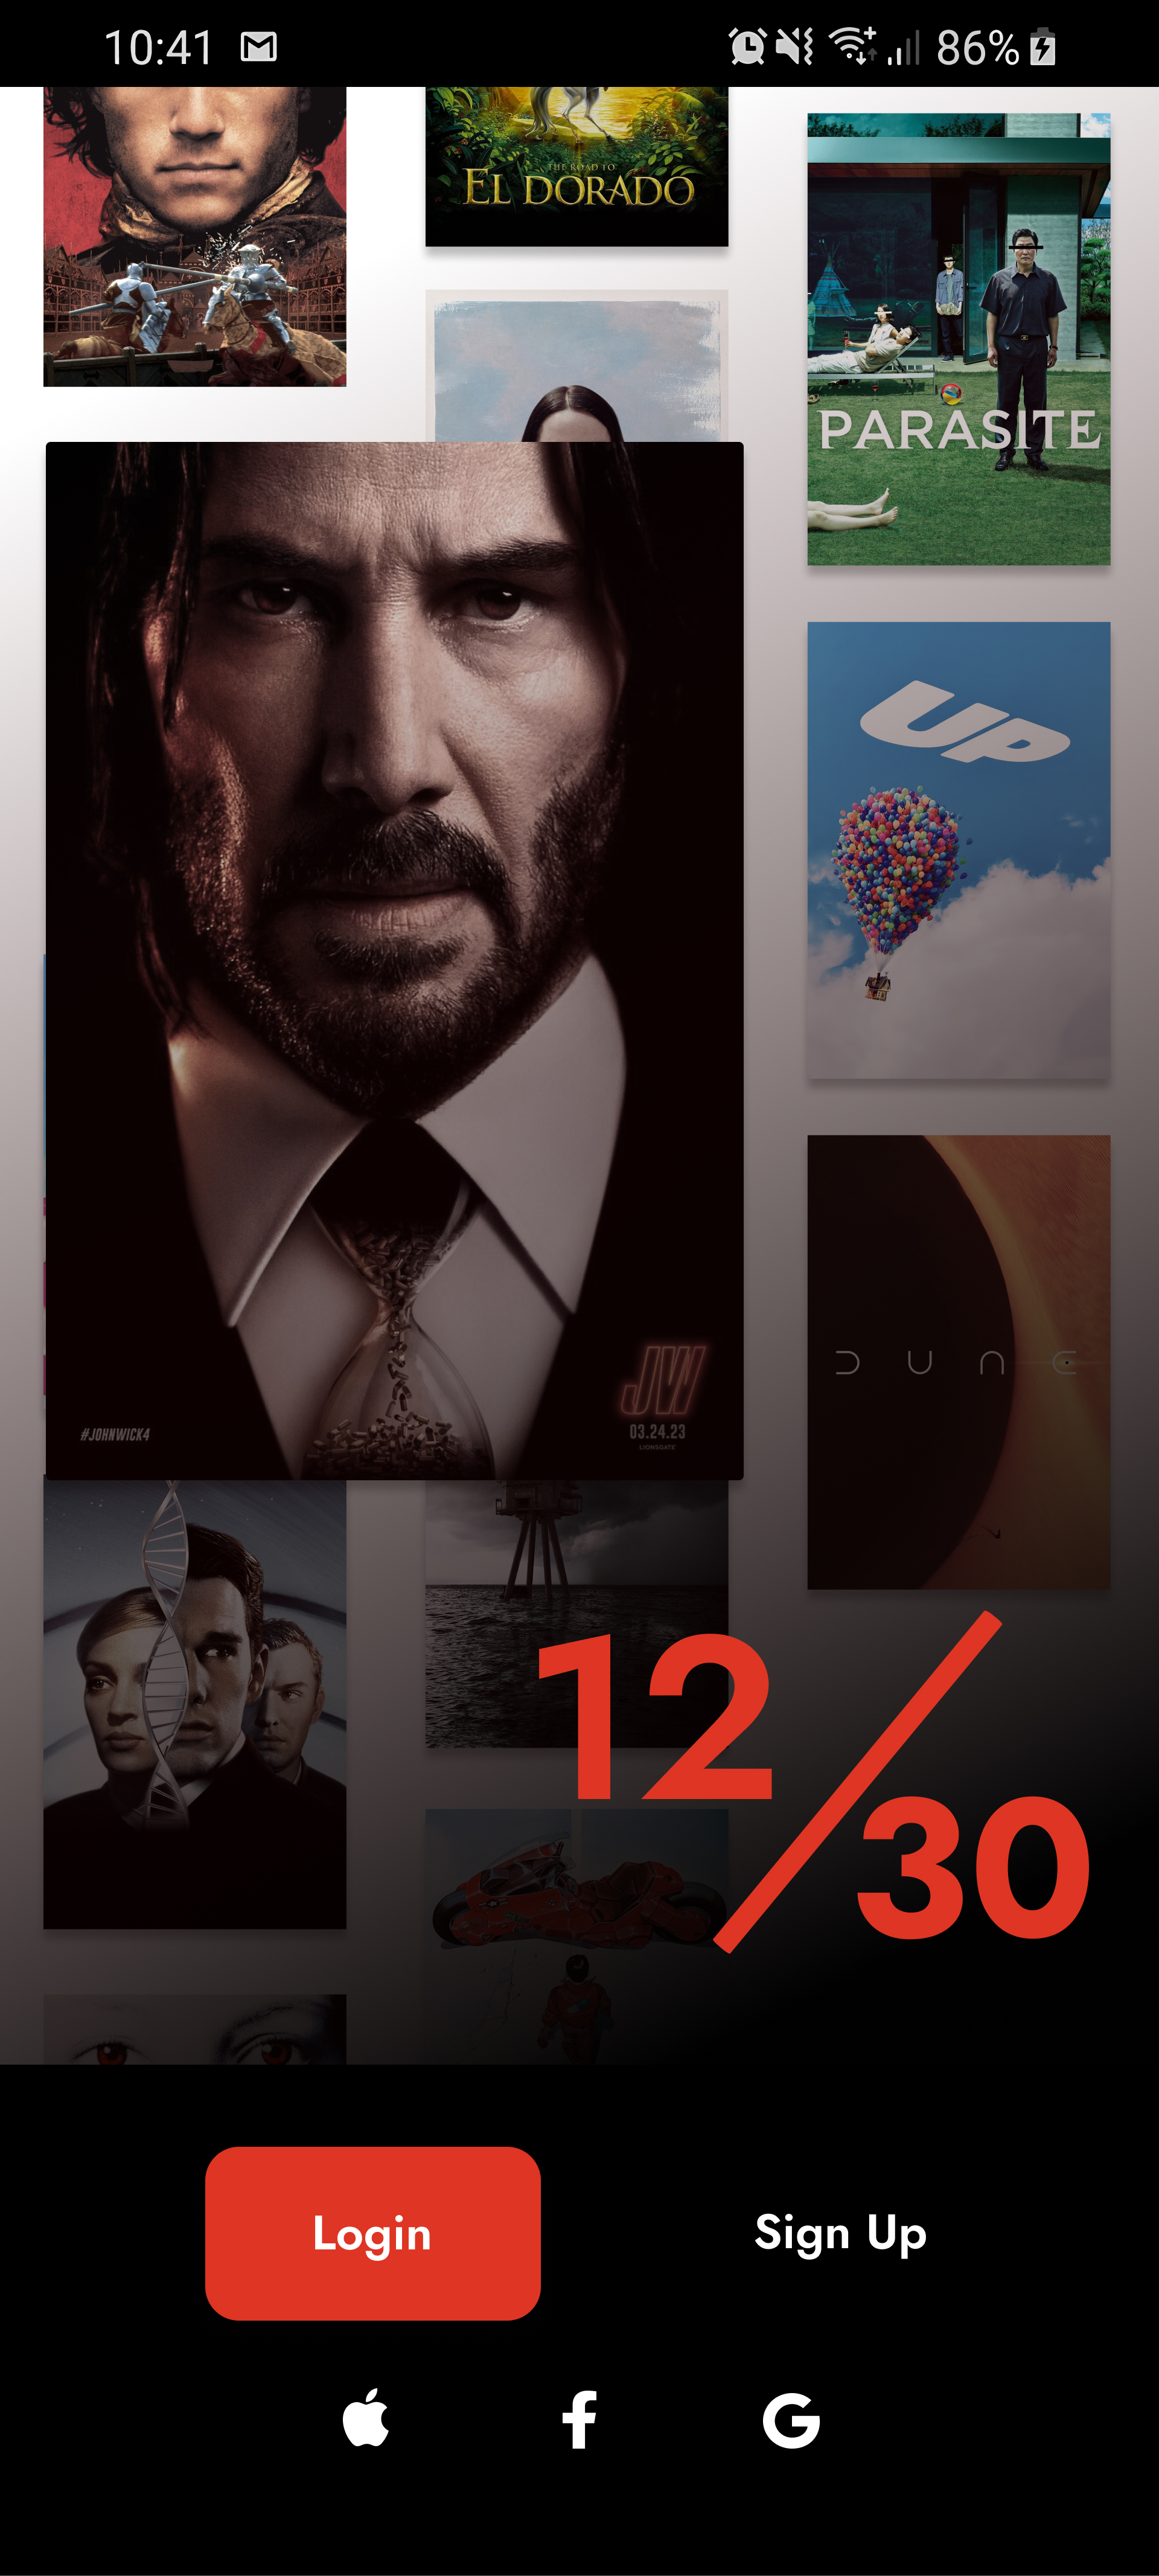 10:41
86%
THE ROAD TO
EL DORADO
PARASITE
UP
DUNE
#JOHNWICK4
JW
03.24.23
LIONSGATE
12/30
Login
Sign Up